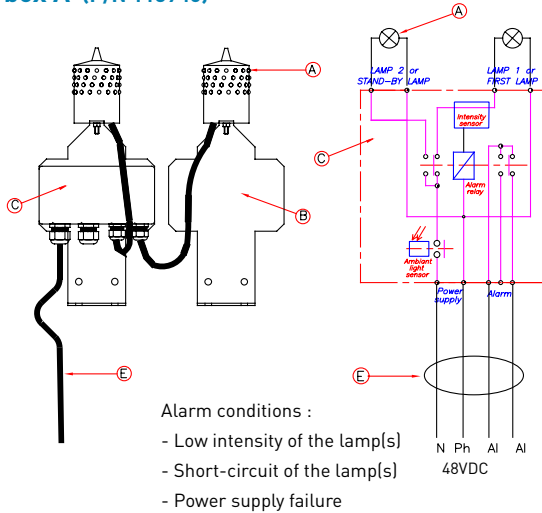 A
LAMP 2 or
STAND-BY LAMP
LAMP 1 or
FIRST LAMP
A
Intensity
sensor
C
C
Alarm
relay
B
Ambiant
light
sensor
Power
supply
Alarm
E
E
Alarm conditions :
- Low intensity of the lamp(s)
- Short-circuit of the lamp(s)
- Power supply failure
N Ph Al Al
48VDC